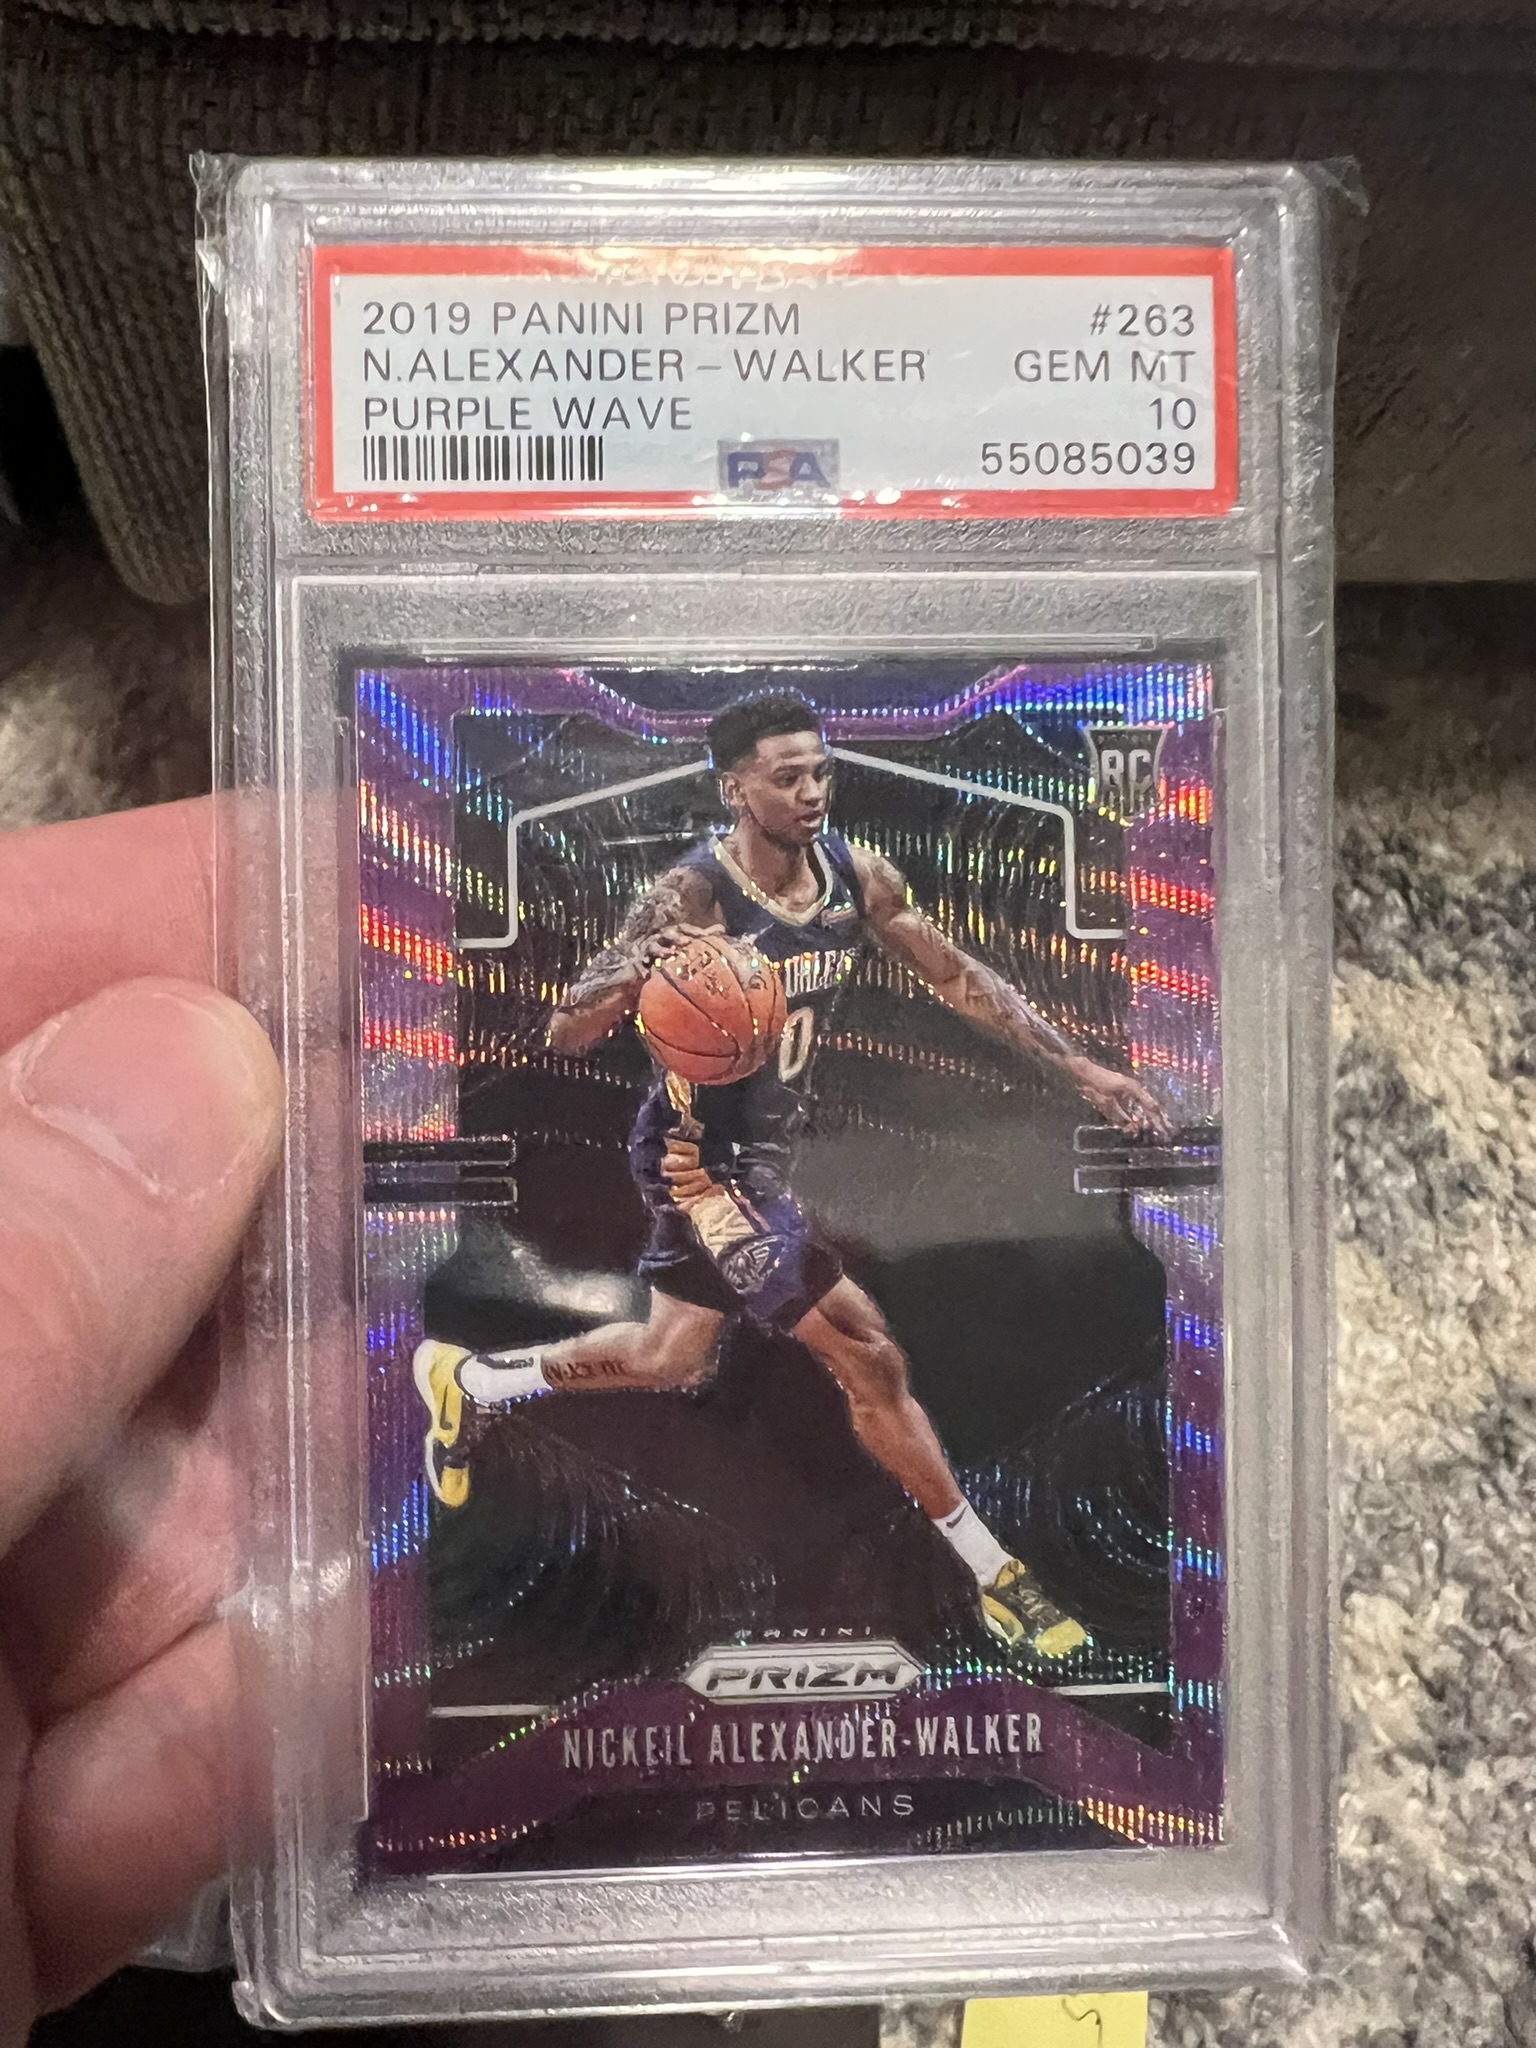 2019 PANINI PRIZM #263
N.ALEXANDER-WALKER GEM MT
PURPLE WAVE 10
PSA 55085039
RC
0
PANINI
PRIZM
NICKEIL ALEXANDER-WALKER
PELICANS